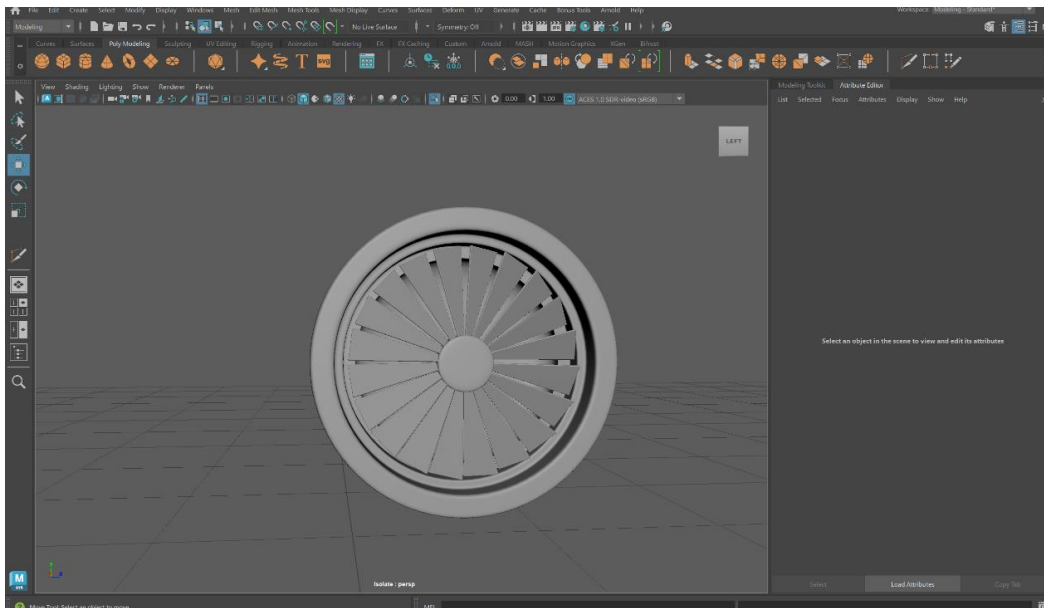 File Edit Create Select Modify Display Windows Mesh Edit Mesh Mesh Tools Mesh Display Curves Surfaces Deform UV Generate Cache Bonus Tools Arnold Help Workspace: Modeling - Standard*
Modeling No Live Surface Symmetry: Off
Curves Surfaces Poly Modeling Sculpting UV Editing Rigging Animation Rendering FX FX Caching Custom Arnold MASH Motion Graphics XGen Bifrost
T svg
View Shading Lighting Show Renderer Panels
Modeling Toolkit Attribute Editor
0.00 1.00 ACES 1.0 SDR-video (sRGB)
List Selected Focus Attributes Display Show Help
LEFT
Select an object in the scene to view and edit its attributes
Isolate : persp
Select Load Attributes Copy Tab
M
Move Tool: Select an object to move.
MEL